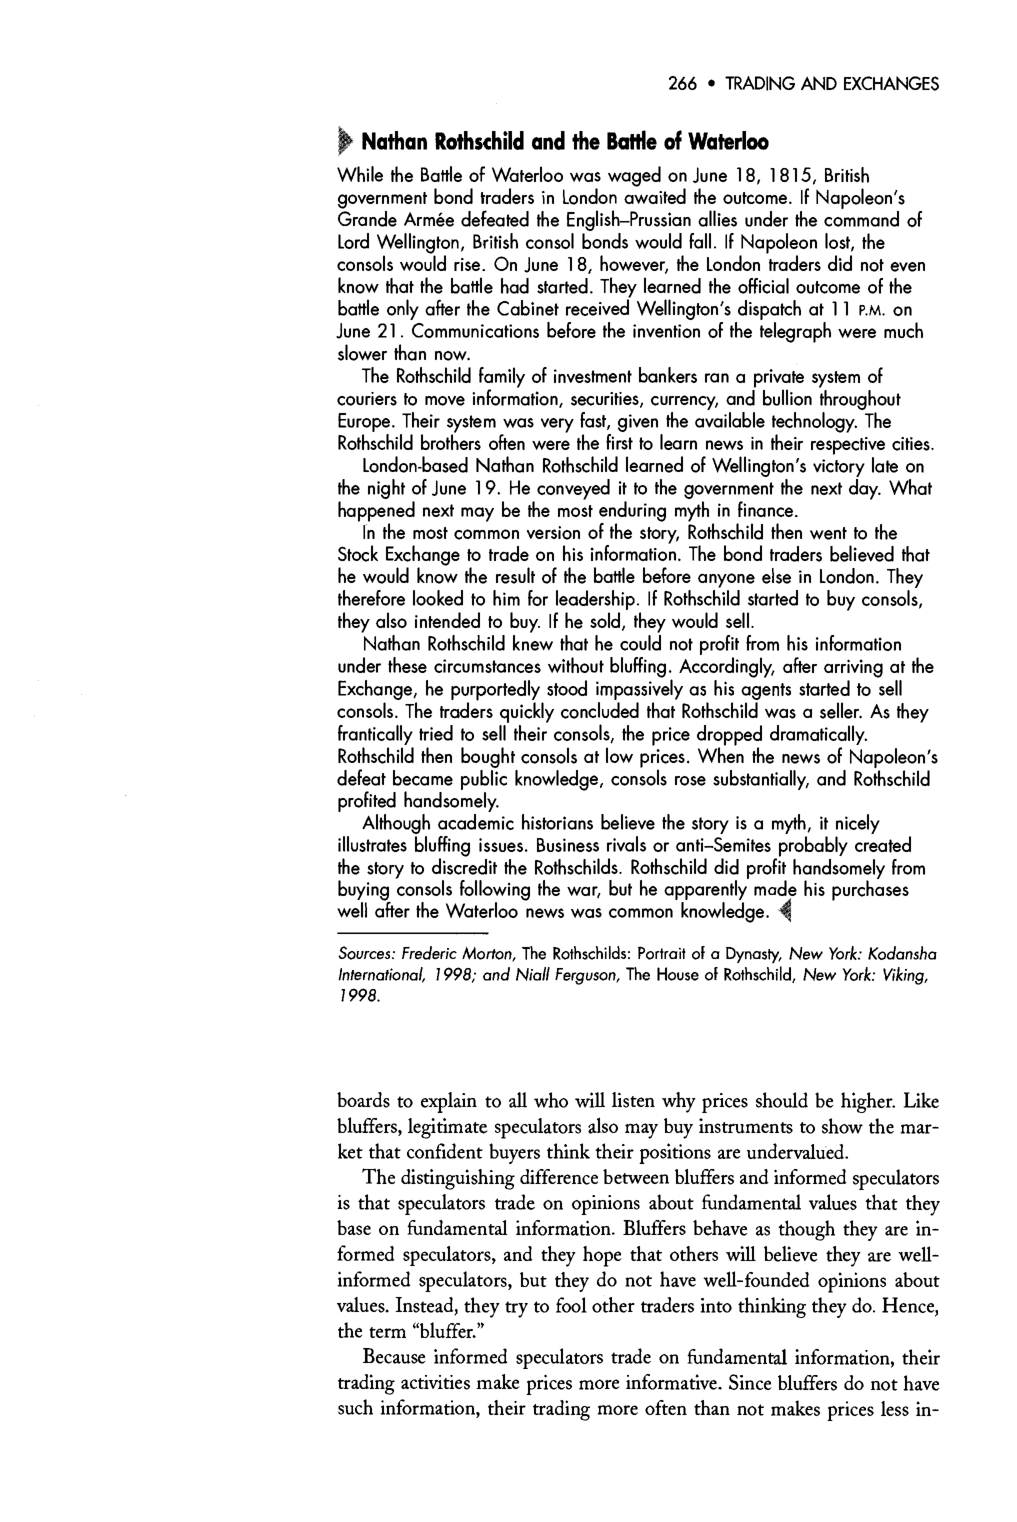 266 • TRADING AND EXCHANGES
Nathan Rothschild and the Battle of Waterloo
While the Battle of Waterloo was waged on June 18, 1815, British
government bond traders in London awaited the outcome. If Napoleon's
Grande Armée defeated the English–Prussian allies under the command of
Lord Wellington, British consol bonds would fall. If Napoleon lost, the
consols would rise. On June 18, however, the London traders did not even
know that the battle had started. They learned the official outcome of the
battle only after the Cabinet received Wellington's dispatch at 11 P.M. on
June 21. Communications before the invention of the telegraph were much
slower than now.
The Rothschild family of investment bankers ran a private system of
couriers to move information, securities, currency, and bullion throughout
Europe. Their system was very fast, given the available technology. The
Rothschild brothers often were the first to learn news in their respective cities.
London-based Nathan Rothschild learned of Wellington's victory late on
the night of June 19. He conveyed it to the government the next day. What
happened next may be the most enduring myth in finance.
In the most common version of the story, Rothschild then went to the
Stock Exchange to trade on his information. The bond traders believed that
he would know the result of the battle before anyone else in London. They
therefore looked to him for leadership. If Rothschild started to buy consols,
they also intended to buy. If he sold, they would sell.
Nathan Rothschild knew that he could not profit from his information
under these circumstances without bluffing. Accordingly, after arriving at the
Exchange, he purportedly stood impassively as his agents started to sell
consols. The traders quickly concluded that Rothschild was a seller. As they
frantically tried to sell their consols, the price dropped dramatically.
Rothschild then bought consols at low prices. When the news of Napoleon's
defeat became public knowledge, consols rose substantially, and Rothschild
profited handsomely.
Although academic historians believe the story is a myth, it nicely
illustrates bluffing issues. Business rivals or anti–Semites probably created
the story to discredit the Rothschilds. Rothschild did profit handsomely from
buying consols following the war, but he apparently made his purchases
well after the Waterloo news was common knowledge.
Sources: Frederic Morton, The Rothschilds: Portrait of a Dynasty, New York: Kodansha
International, 1998; and Niall Ferguson, The House of Rothschild, New York: Viking,
1998.
boards to explain to all who will listen why prices should be higher. Like
bluffers, legitimate speculators also may buy instruments to show the mar-
ket that confident buyers think their positions are undervalued.
The distinguishing difference between bluffers and informed speculators
is that speculators trade on opinions about fundamental values that they
base on fundamental information. Bluffers behave as though they are in-
formed speculators, and they hope that others will believe they are well-
informed speculators, but they do not have well-founded opinions about
values. Instead, they try to fool other traders into thinking they do. Hence,
the term “bluffer.”
Because informed speculators trade on fundamental information, their
trading activities make prices more informative. Since bluffers do not have
such information, their trading more often than not makes prices less in-